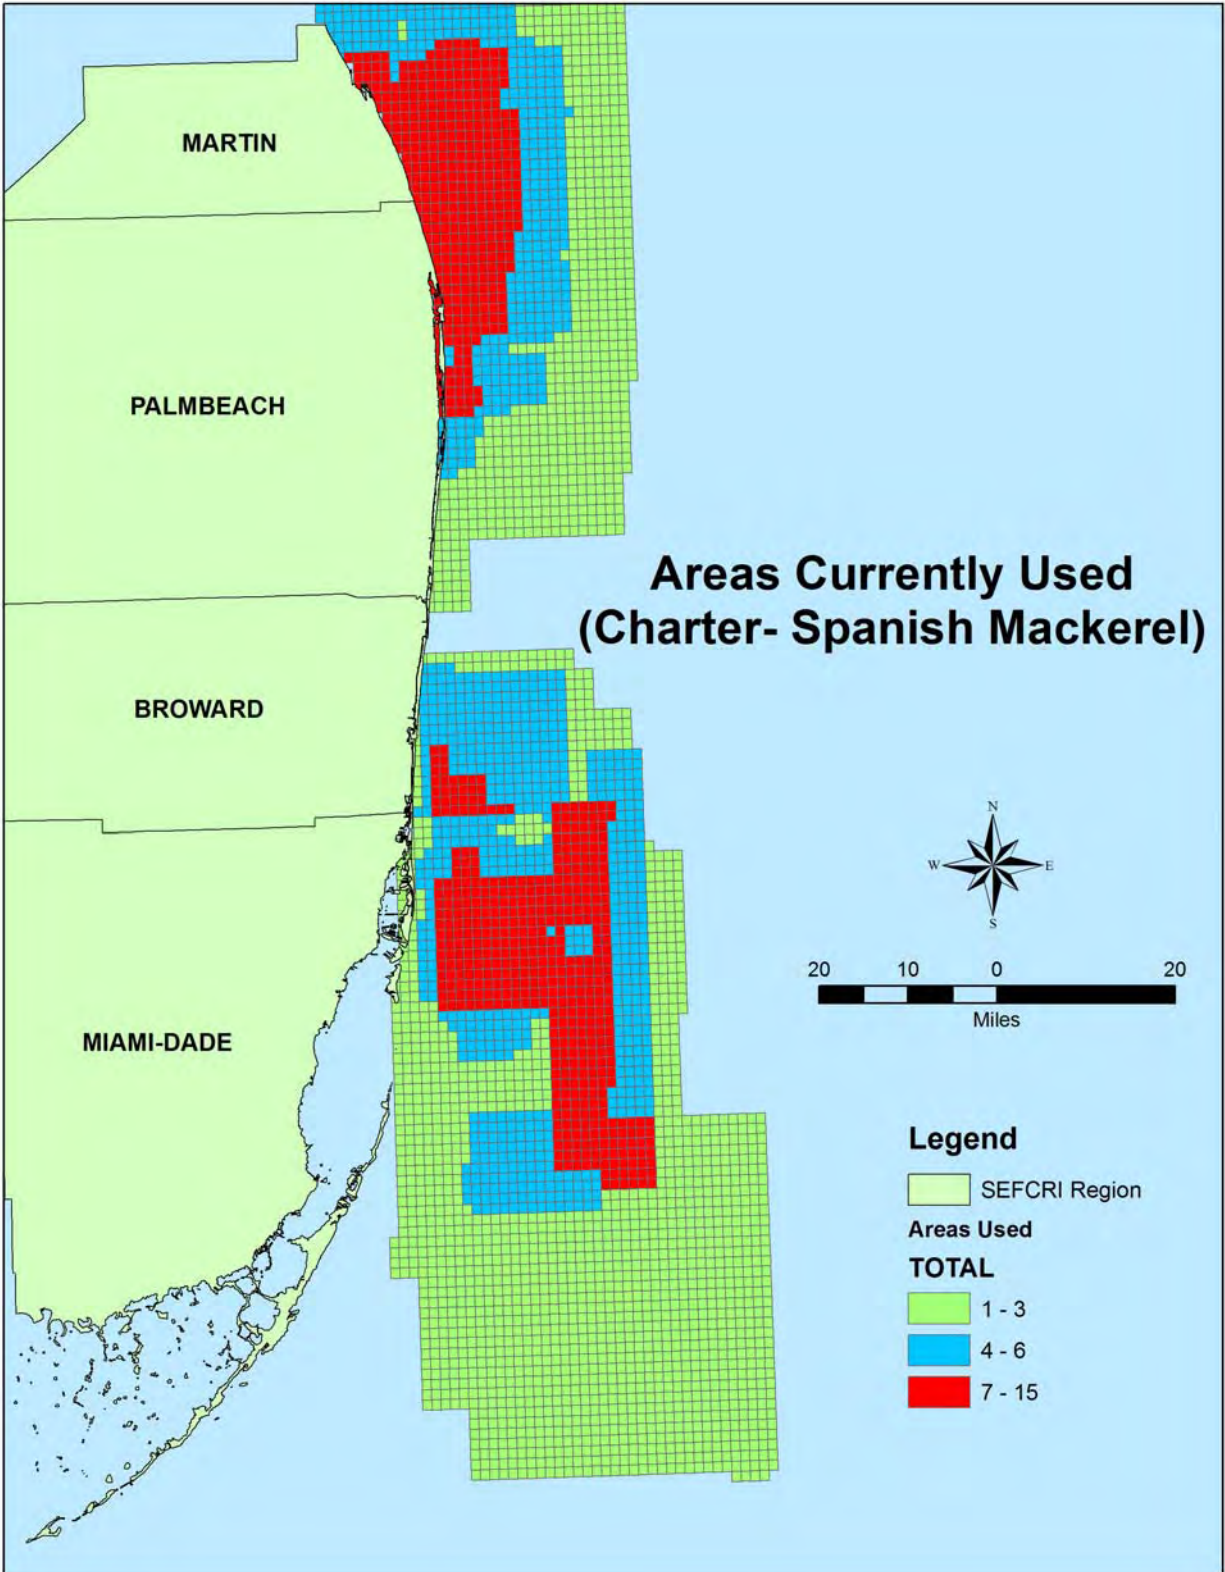 MARTIN
PALMBEACH
Areas Currently Used
(Charter- Spanish Mackerel)
BROWARD
N
W
E
S
20 10 0 20
Miles
MIAMI-DADE
Legend
SEFCRI Region
Areas Used
TOTAL
1 - 3
4 - 6
7 - 15